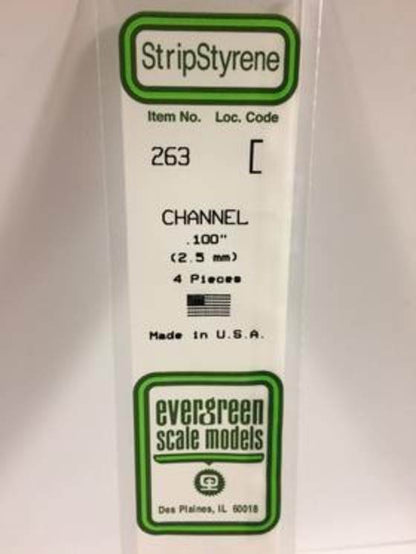 StripStyrene
Item No. Loc. Code
263 [
CHANNEL
.100"
(2.5 mm)
4 Pieces
Made in U.S.A.
evergreen
scale models
Des Plaines, IL 60018